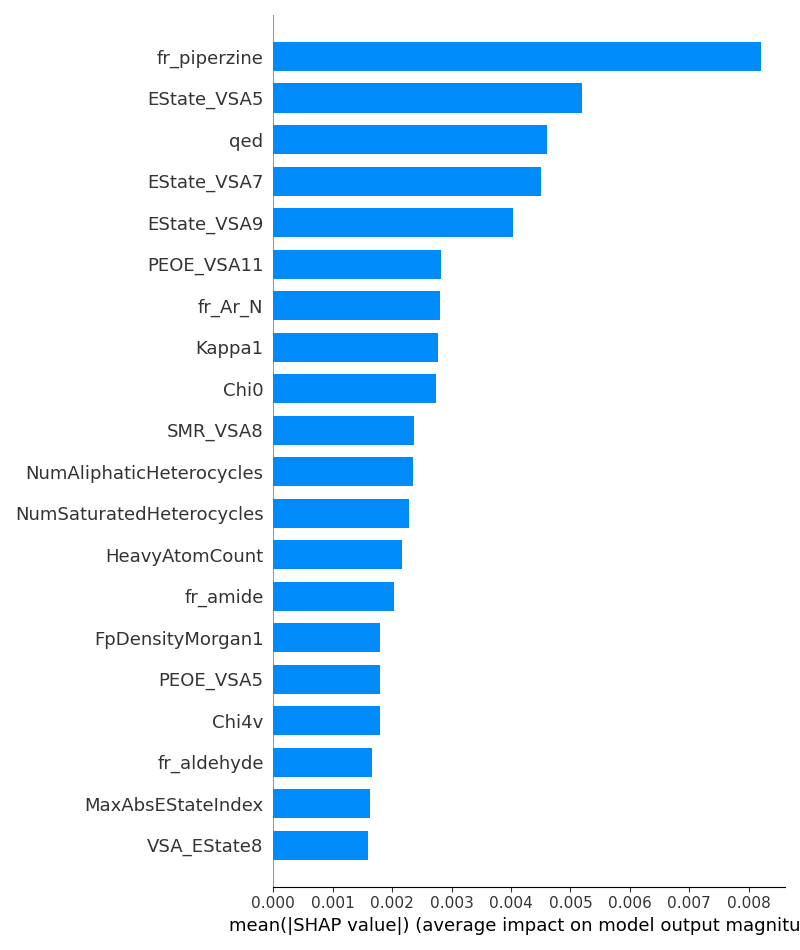 fr_piperzine
EState_VSA5
qed
EState_VSA7
EState_VSA9
PEOE_VSA11
fr_Ar_N
Kappa1
Chi0
SMR_VSA8
NumAliphaticHeterocycles
NumSaturatedHeterocycles
HeavyAtomCount
fr_amide
FpDensityMorgan1
PEOE_VSA5
Chi4v
fr_aldehyde
MaxAbsEStateIndex
VSA_EState8
0.000 0.001 0.002 0.003 0.004 0.005 0.006 0.007 0.008
mean(|SHAP value|) (average impact on model output magnitu